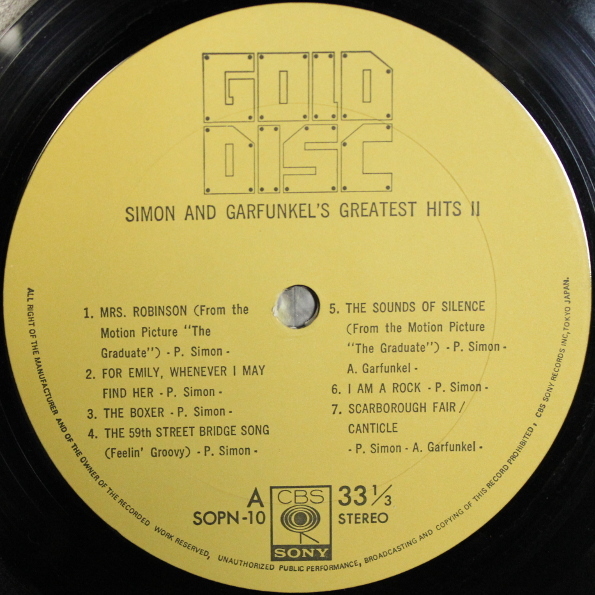 GOLD
DISC
SIMON AND GARFUNKEL'S GREATEST HITS II
1. MRS. ROBINSON (From the
Motion Picture "The
Graduate") - P. Simon -
2. FOR EMILY, WHENEVER I MAY
FIND HER - P. Simon -
3. THE BOXER - P. Simon -
4. THE 59th STREET BRIDGE SONG
(Feelin' Groovy) - P. Simon -
5. THE SOUNDS OF SILENCE
(From the Motion Picture
"The Graduate") - P. Simon -
A. Garfunkel -
6. I AM A ROCK - P. Simon -
7. SCARBOROUGH FAIR /
CANTICLE
- P. Simon - A. Garfunkel -
A
SOPN-10
CBS
SONY
33 1/3
STEREO
ALL RIGHT OF THE MANUFACTURER AND OF THE OWNER OF THE RECORDED WORK RESERVED, UNAUTHORIZED PUBLIC PERFORMANCE, BROADCASTING AND COPYING OF THIS RECORD PROHIBITED, CBS SONY RECORDS INC, TOKYO JAPAN.